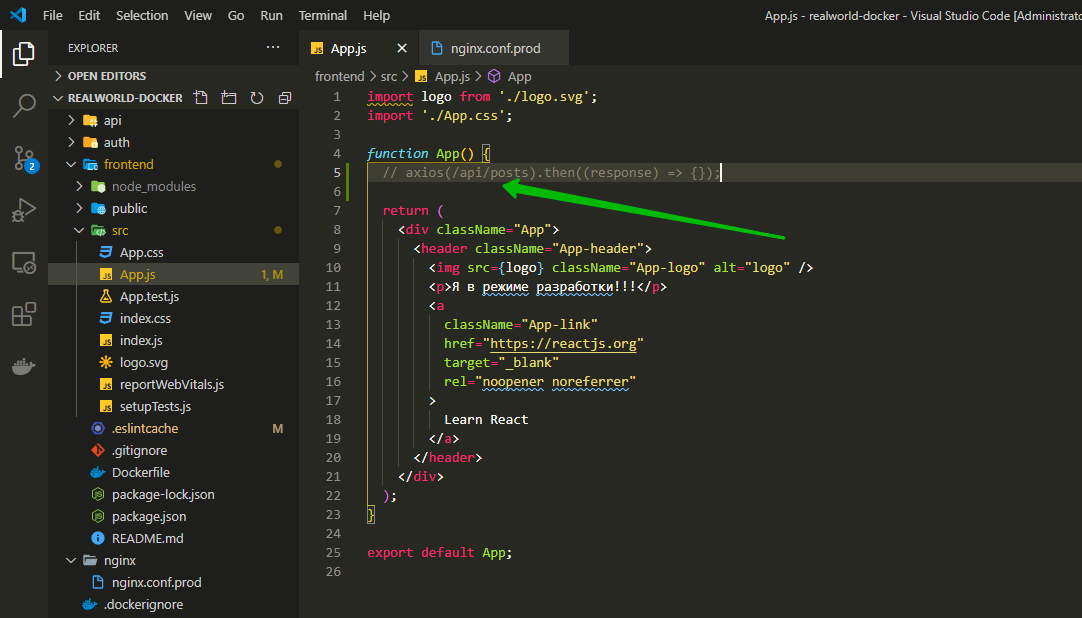 File Edit Selection View Go Run Terminal Help App.js - realworld-docker - Visual Studio Code [Administrato
EXPLORER ...
OPEN EDITORS
REALWORLD-DOCKER
api
auth
frontend
node_modules
public
src
App.css
App.js 1, M
App.test.js
index.css
index.js
logo.svg
reportWebVitals.js
setupTests.js
.eslintcache M
.gitignore
Dockerfile
package-lock.json
package.json
README.md
nginx
nginx.conf.prod
.dockerignore
2
App.js nginx.conf.prod
frontend > src > JS App.js > App
1 import logo from './logo.svg';
2 import './App.css';
3
4 function App() {
5 // axios(/api/posts).then((response) => {});
6
7 return (
8 <div className="App">
9 <header className="App-header">
10 <img src={logo} className="App-logo" alt="logo" />
11 <p>Я в режиме разработки!!!</p>
12 <a
13 className="App-link"
14 href="https://reactjs.org"
15 target="_blank"
16 rel="noopener noreferrer"
17 >
18 Learn React
19 </a>
20 </header>
21 </div>
22 );
23 }
24
25 export default App;
26